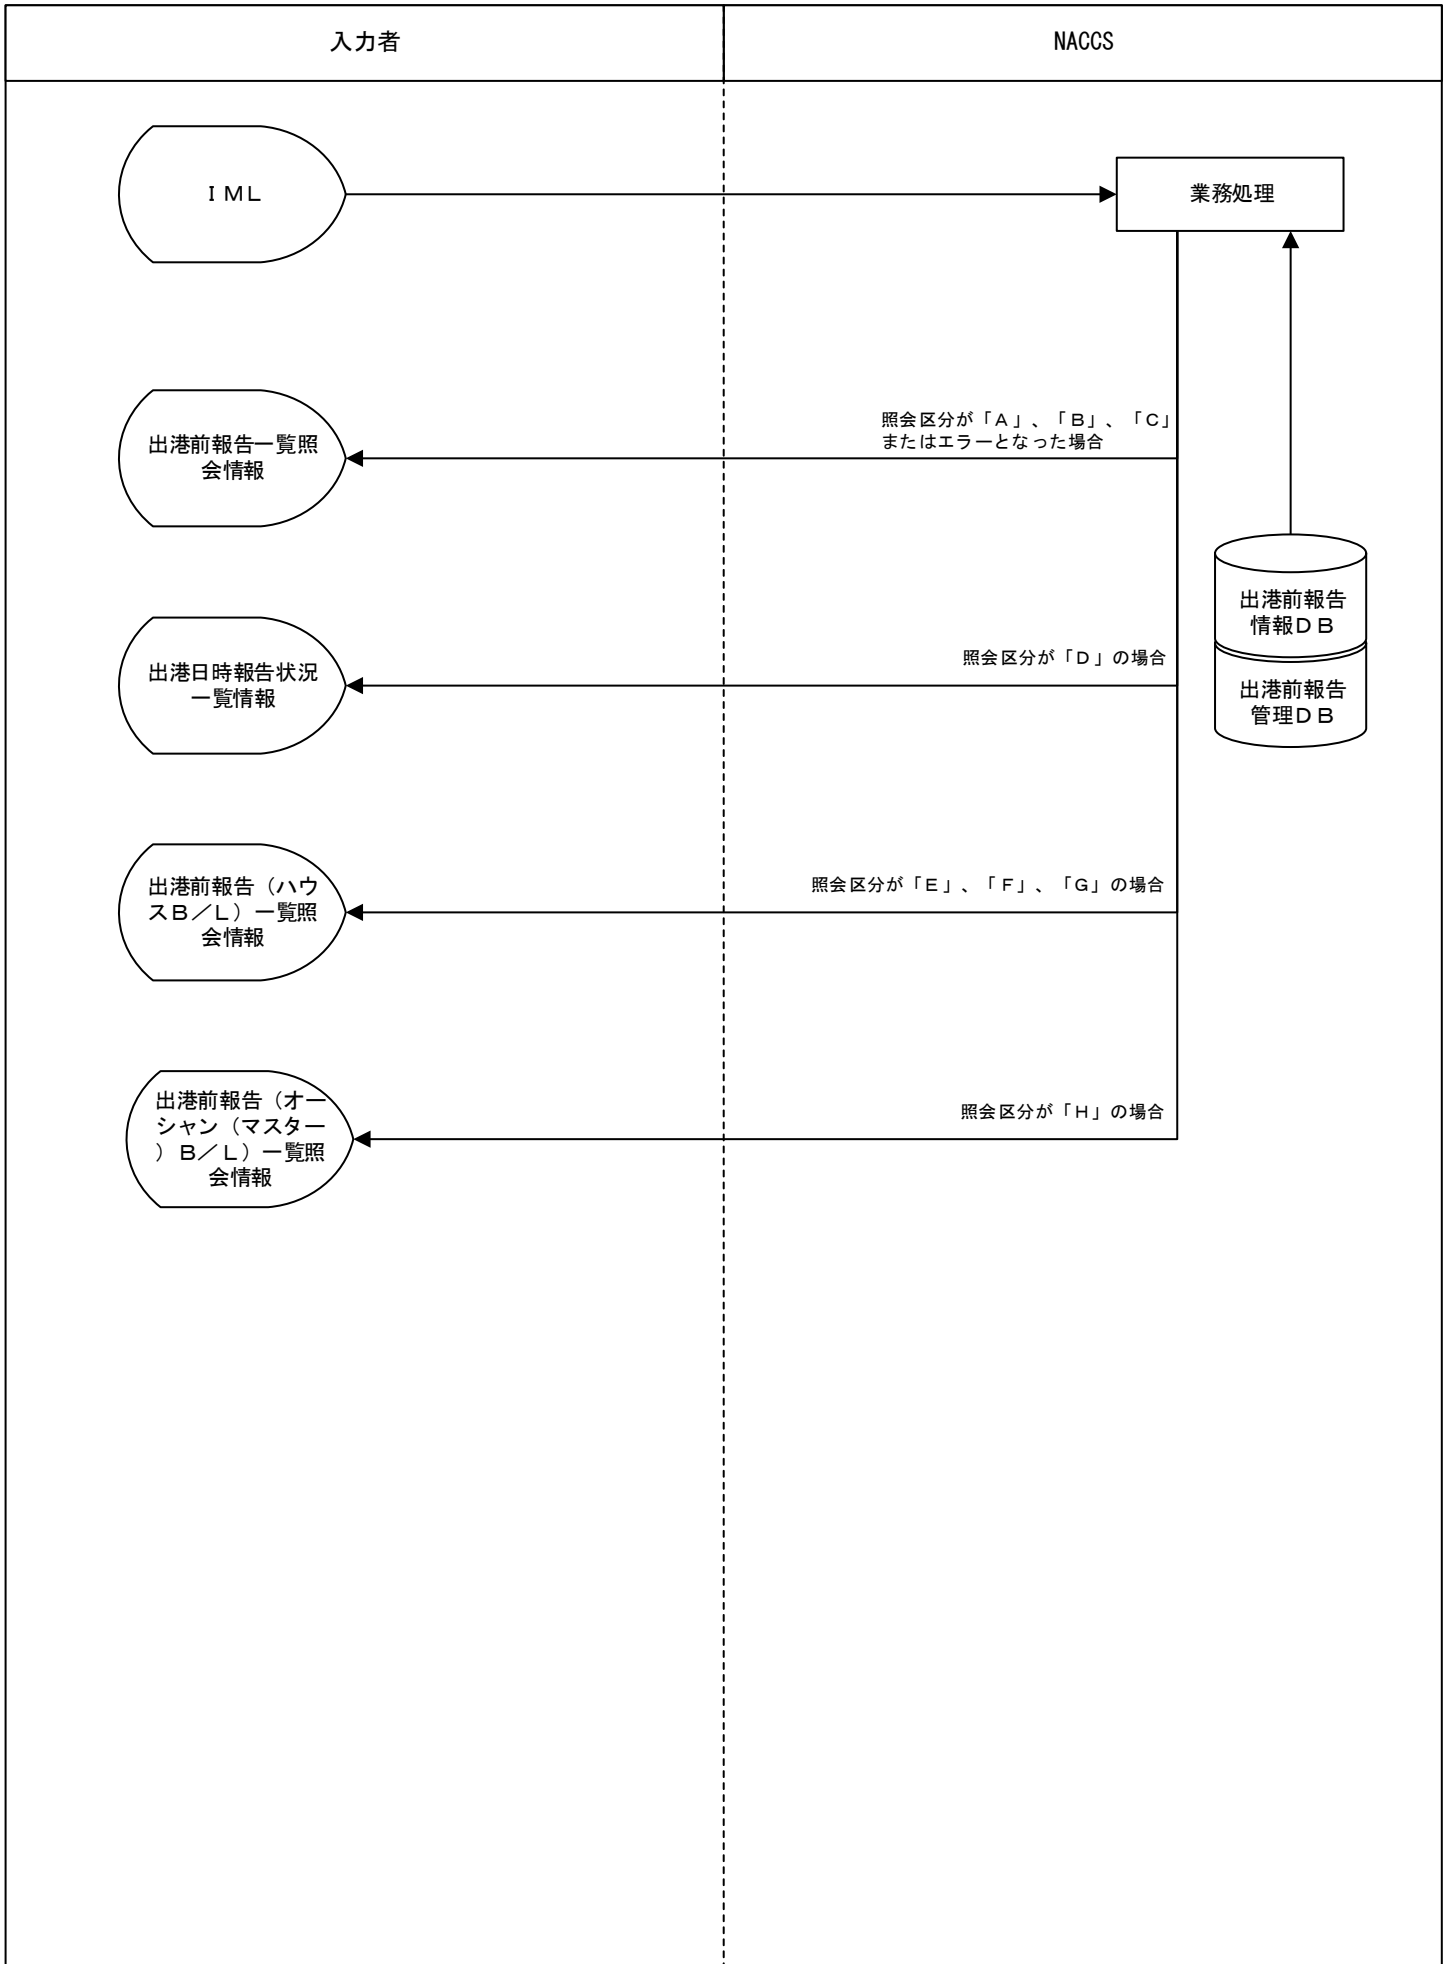 入力者
NACCS
ＩＭＬ
業務処理
出港前報告一覧照
会情報
照会区分が「Ａ」、「Ｂ」、「Ｃ」
またはエラーとなった場合
出港前報告
情報ＤＢ
出港日時報告状況
一覧情報
照会区分が「Ｄ」の場合
出港前報告
管理ＤＢ
出港前報告（ハウ
スＢ／Ｌ）一覧照
会情報
照会区分が「Ｅ」、「Ｆ」、「Ｇ」の場合
出港前報告（オー
シャン（マスター
）Ｂ／Ｌ）一覧照
会情報
照会区分が「Ｈ」の場合